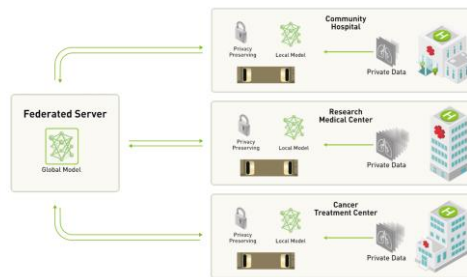 Federated Server
Global Model
Community
Hospital
Privacy
Preserving
Local Model
Private Data
H
Research
Medical Center
Privacy
Preserving
Local Model
Private Data
H
Cancer
Treatment Center
Privacy
Preserving
Local Model
Private Data
H